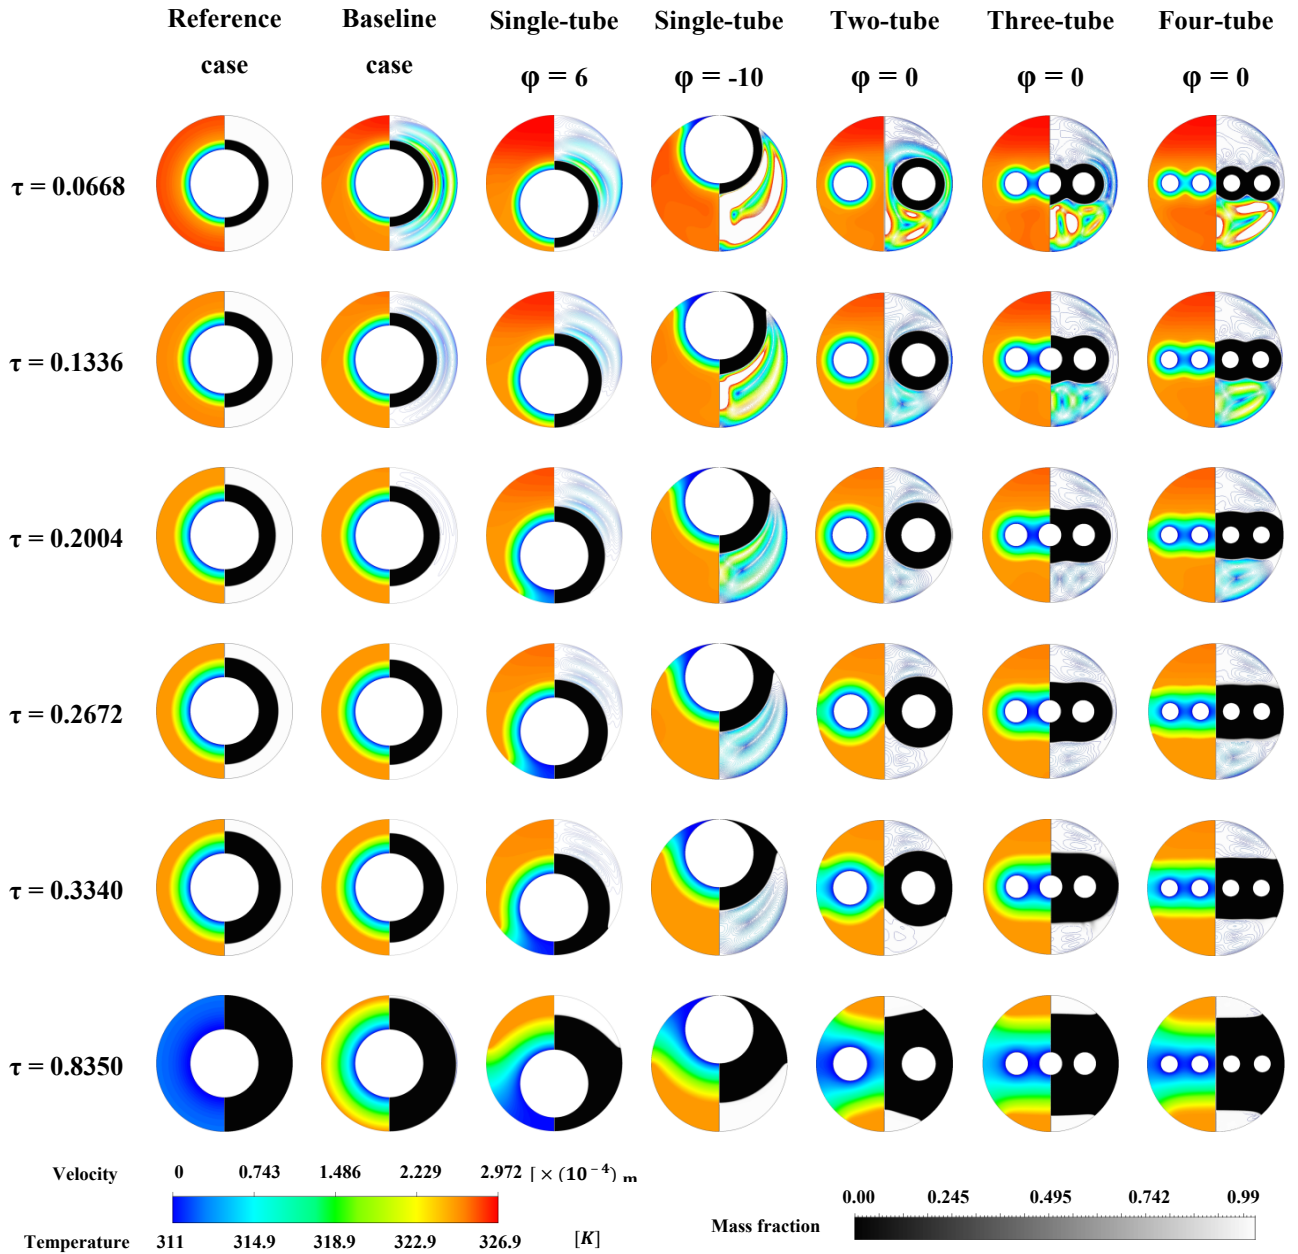 Reference Baseline Single-tube Single-tube Two-tube Three-tube Four-tube
case case φ = 6 φ = -10 φ = 0 φ = 0 φ = 0
τ = 0.0668
τ = 0.1336
τ = 0.2004
τ = 0.2672
τ = 0.3340
τ = 0.8350
Velocity 0 0.743 1.486 2.229 2.972 [ × (10⁻⁴) m
Temperature 311 314.9 318.9 322.9 326.9 [K]
0.00 0.245 0.495 0.742 0.99
Mass fraction